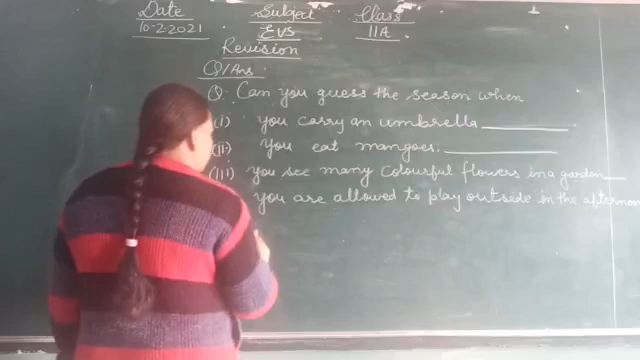 Date Subject Class
10-2-2021 EVS IIA
Revision
Q/Ans.
Q. Can you guess the season when
(i) you carry an umbrella
(ii) You eat mangoes.
(iii) you see many colourful flowers in a garden
you are allowed to play outside in the afternoon